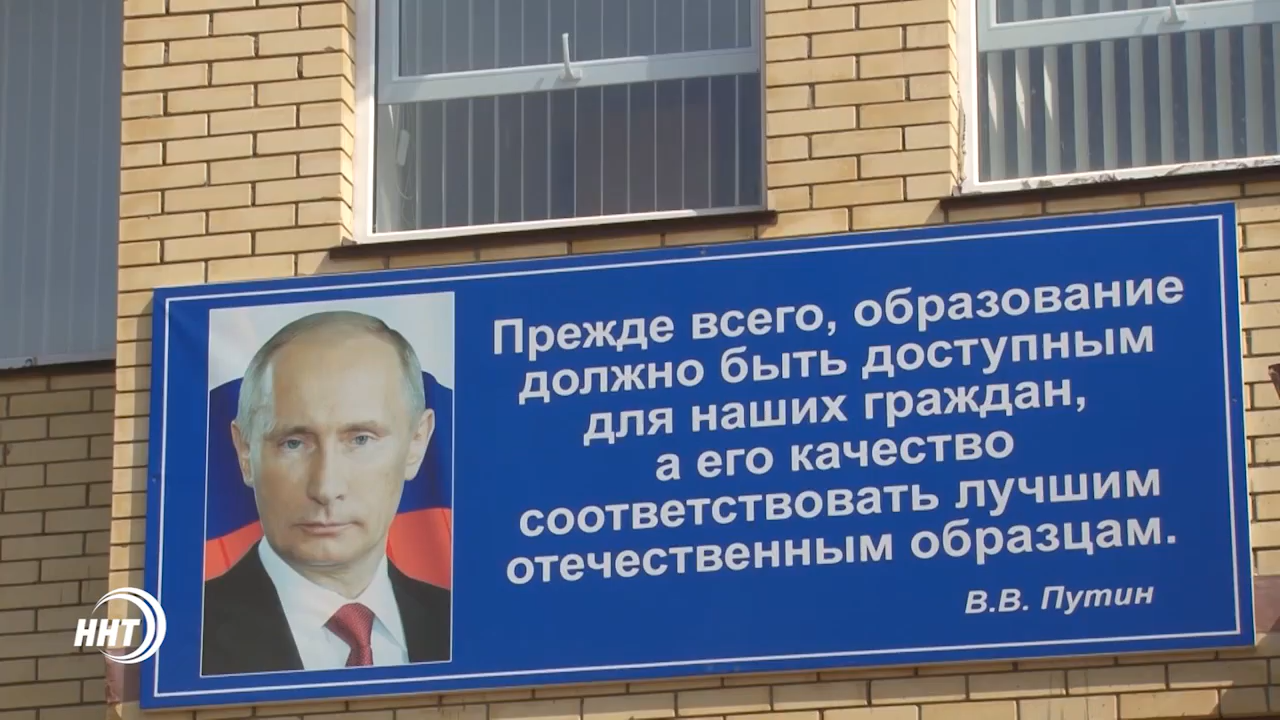 Прежде всего, образование
должно быть доступным
для наших граждан,
а его качество
соответствовать лучшим
отечественным образцам.
В.В. Путин
ННТ